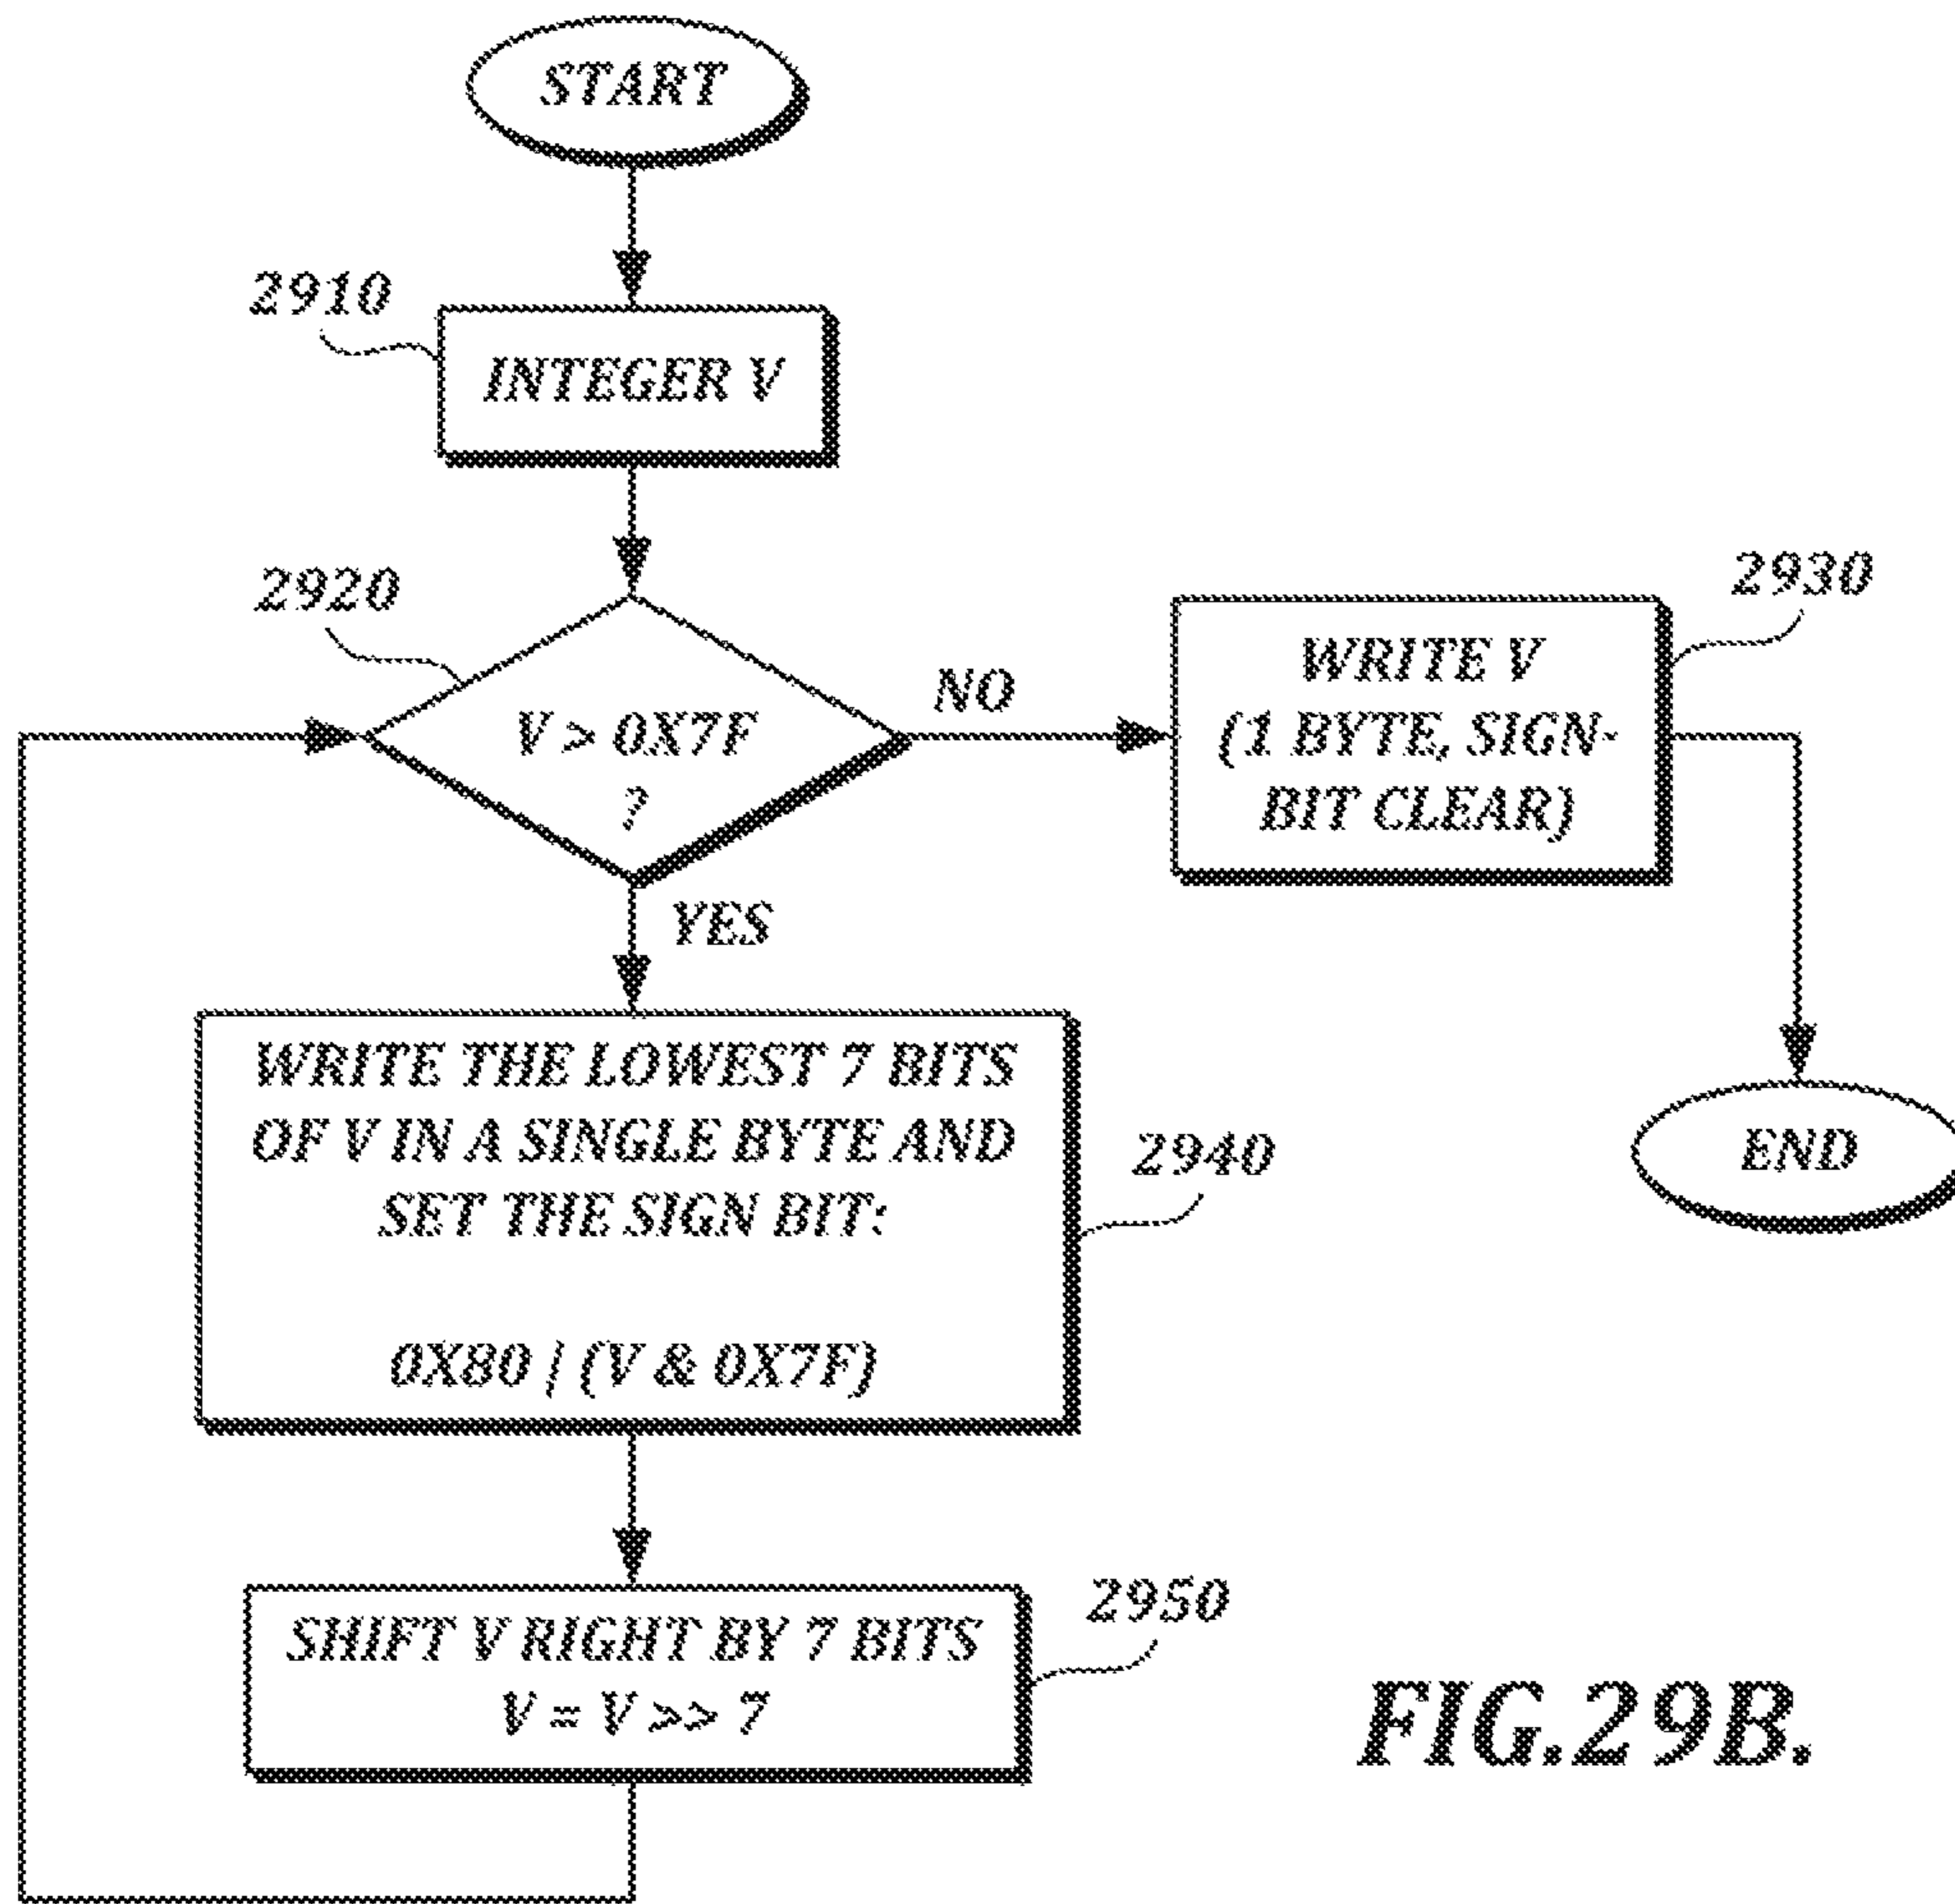 START
2910
INTEGER V
2920
V > 0X7F
?
NO
2930
WRITE V
(1 BYTE, SIGN-
BIT CLEAR)
YES
WRITE THE LOWEST 7 BITS
OF V IN A SINGLE BYTE AND
SET THE SIGN BIT:
0X80 | (V & 0X7F)
2940
END
SHIFT V RIGHT BY 7 BITS
V = V >> 7
2950
FIG.29B.